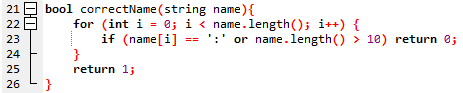 21 bool correctName(string name){
22     for (int i = 0; i < name.length(); i++) {
23         if (name[i] == ':' or name.length() > 10) return 0;
24     }
25     return 1;
26 }